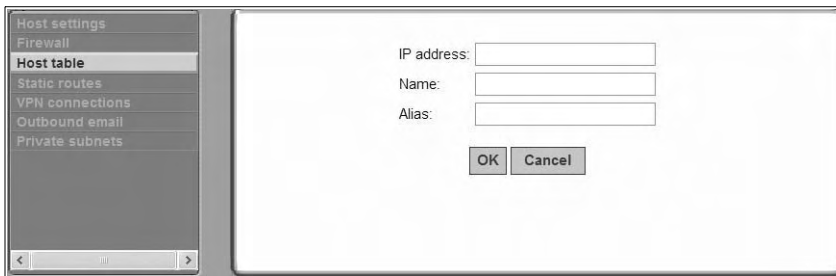 Host settings
Firewall
Host table
Static routes
VPN connections
Outbound email
Private subnets
IP address:
Name:
Alias:
OK Cancel